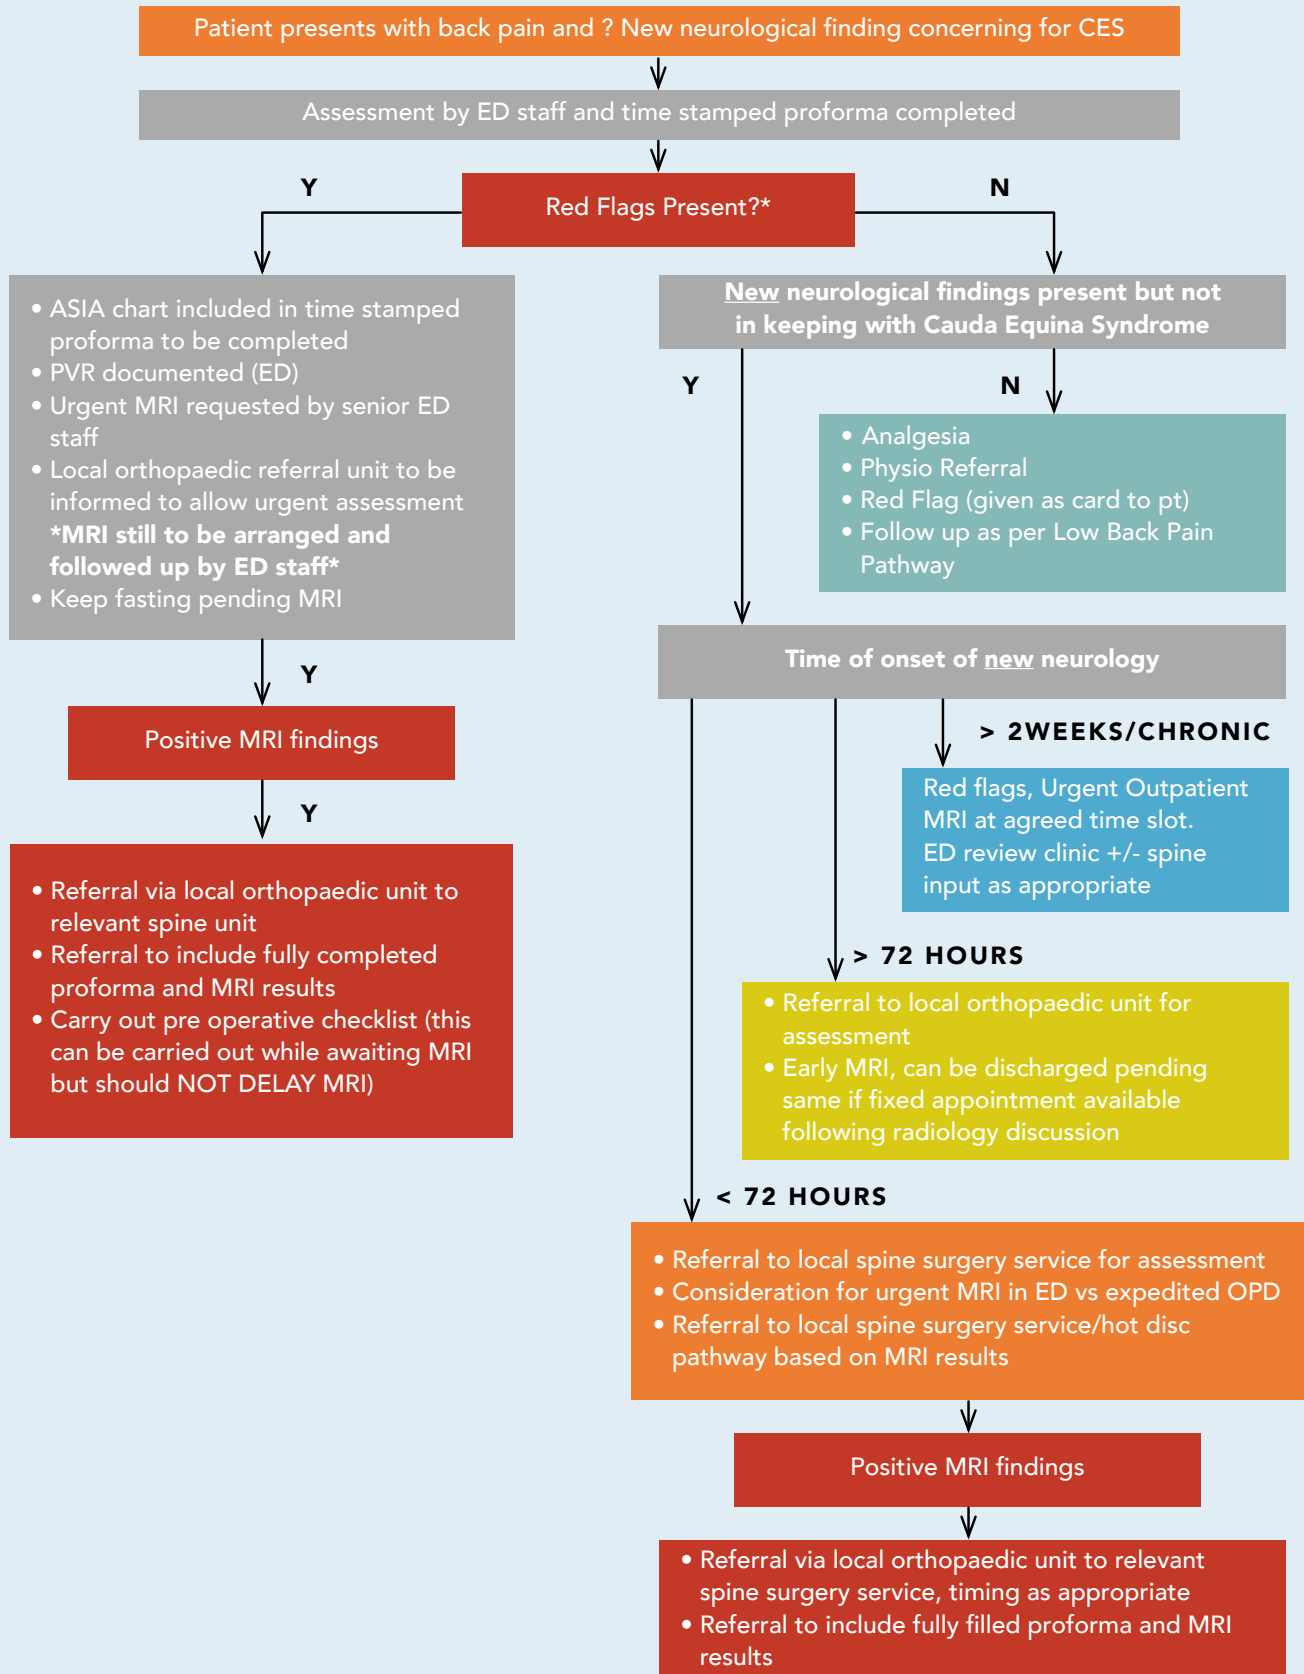 Patient presents with back pain and ? New neurological finding concerning for CES
Assessment by ED staff and time stamped proforma completed
Y
Red Flags Present?*
N
• ASIA chart included in time stamped
proforma to be completed
• PVR documented (ED)
• Urgent MRI requested by senior ED
staff
• Local orthopaedic referral unit to be
informed to allow urgent assessment
*MRI still to be arranged and
followed up by ED staff*
• Keep fasting pending MRI
Y
Positive MRI findings
Y
• Referral via local orthopaedic unit to
relevant spine unit
• Referral to include fully completed
proforma and MRI results
• Carry out pre operative checklist (this
can be carried out while awaiting MRI
but should NOT DELAY MRI)
New neurological findings present but not
in keeping with Cauda Equina Syndrome
Y
N
• Analgesia
• Physio Referral
• Red Flag (given as card to pt)
• Follow up as per Low Back Pain
Pathway
Time of onset of new neurology
> 2WEEKS/CHRONIC
Red flags, Urgent Outpatient
MRI at agreed time slot.
ED review clinic +/- spine
input as appropriate
> 72 HOURS
• Referral to local orthopaedic unit for
assessment
• Early MRI, can be discharged pending
same if fixed appointment available
following radiology discussion
< 72 HOURS
• Referral to local spine surgery service for assessment
• Consideration for urgent MRI in ED vs expedited OPD
• Referral to local spine surgery service/hot disc
pathway based on MRI results
Positive MRI findings
• Referral via local orthopaedic unit to relevant
spine surgery service, timing as appropriate
• Referral to include fully filled proforma and MRI
results